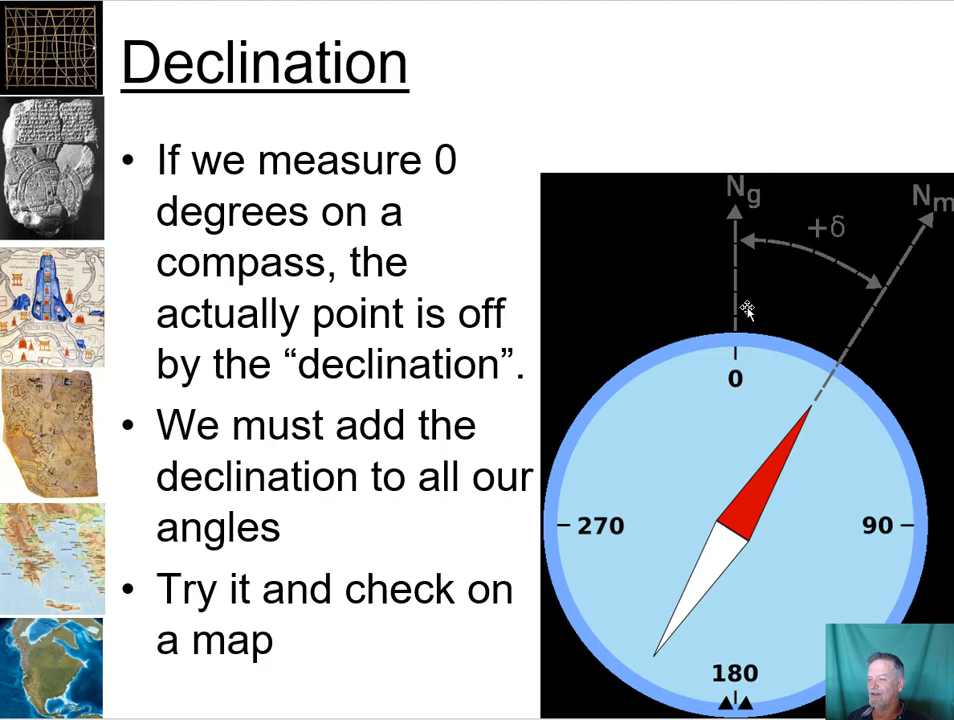 Declination
• If we measure 0
degrees on a
compass, the
actually point is off
by the “declination”.
• We must add the
declination to all our
angles
• Try it and check on
a map
Ng
Nm
+δ
0
270
90
180